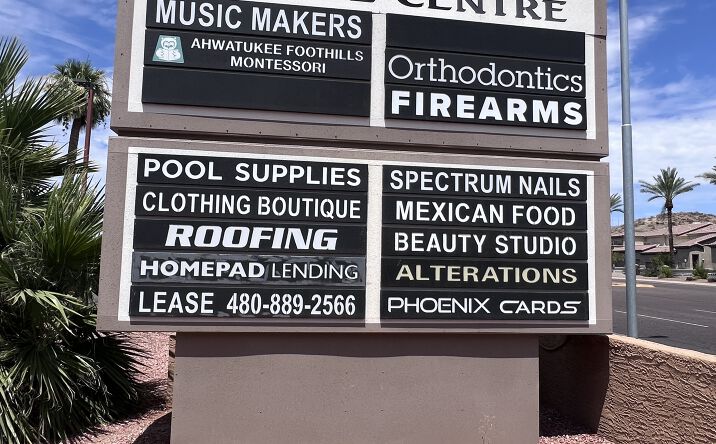 CENTRE
MUSIC MAKERS
AHWATUKEE FOOTHILLS
MONTESSORI
Orthodontics
FIREARMS
POOL SUPPLIES
CLOTHING BOUTIQUE
ROOFING
HOMEPAD LENDING
LEASE 480-889-2566
SPECTRUM NAILS
MEXICAN FOOD
BEAUTY STUDIO
ALTERATIONS
PHOENIX CARDS